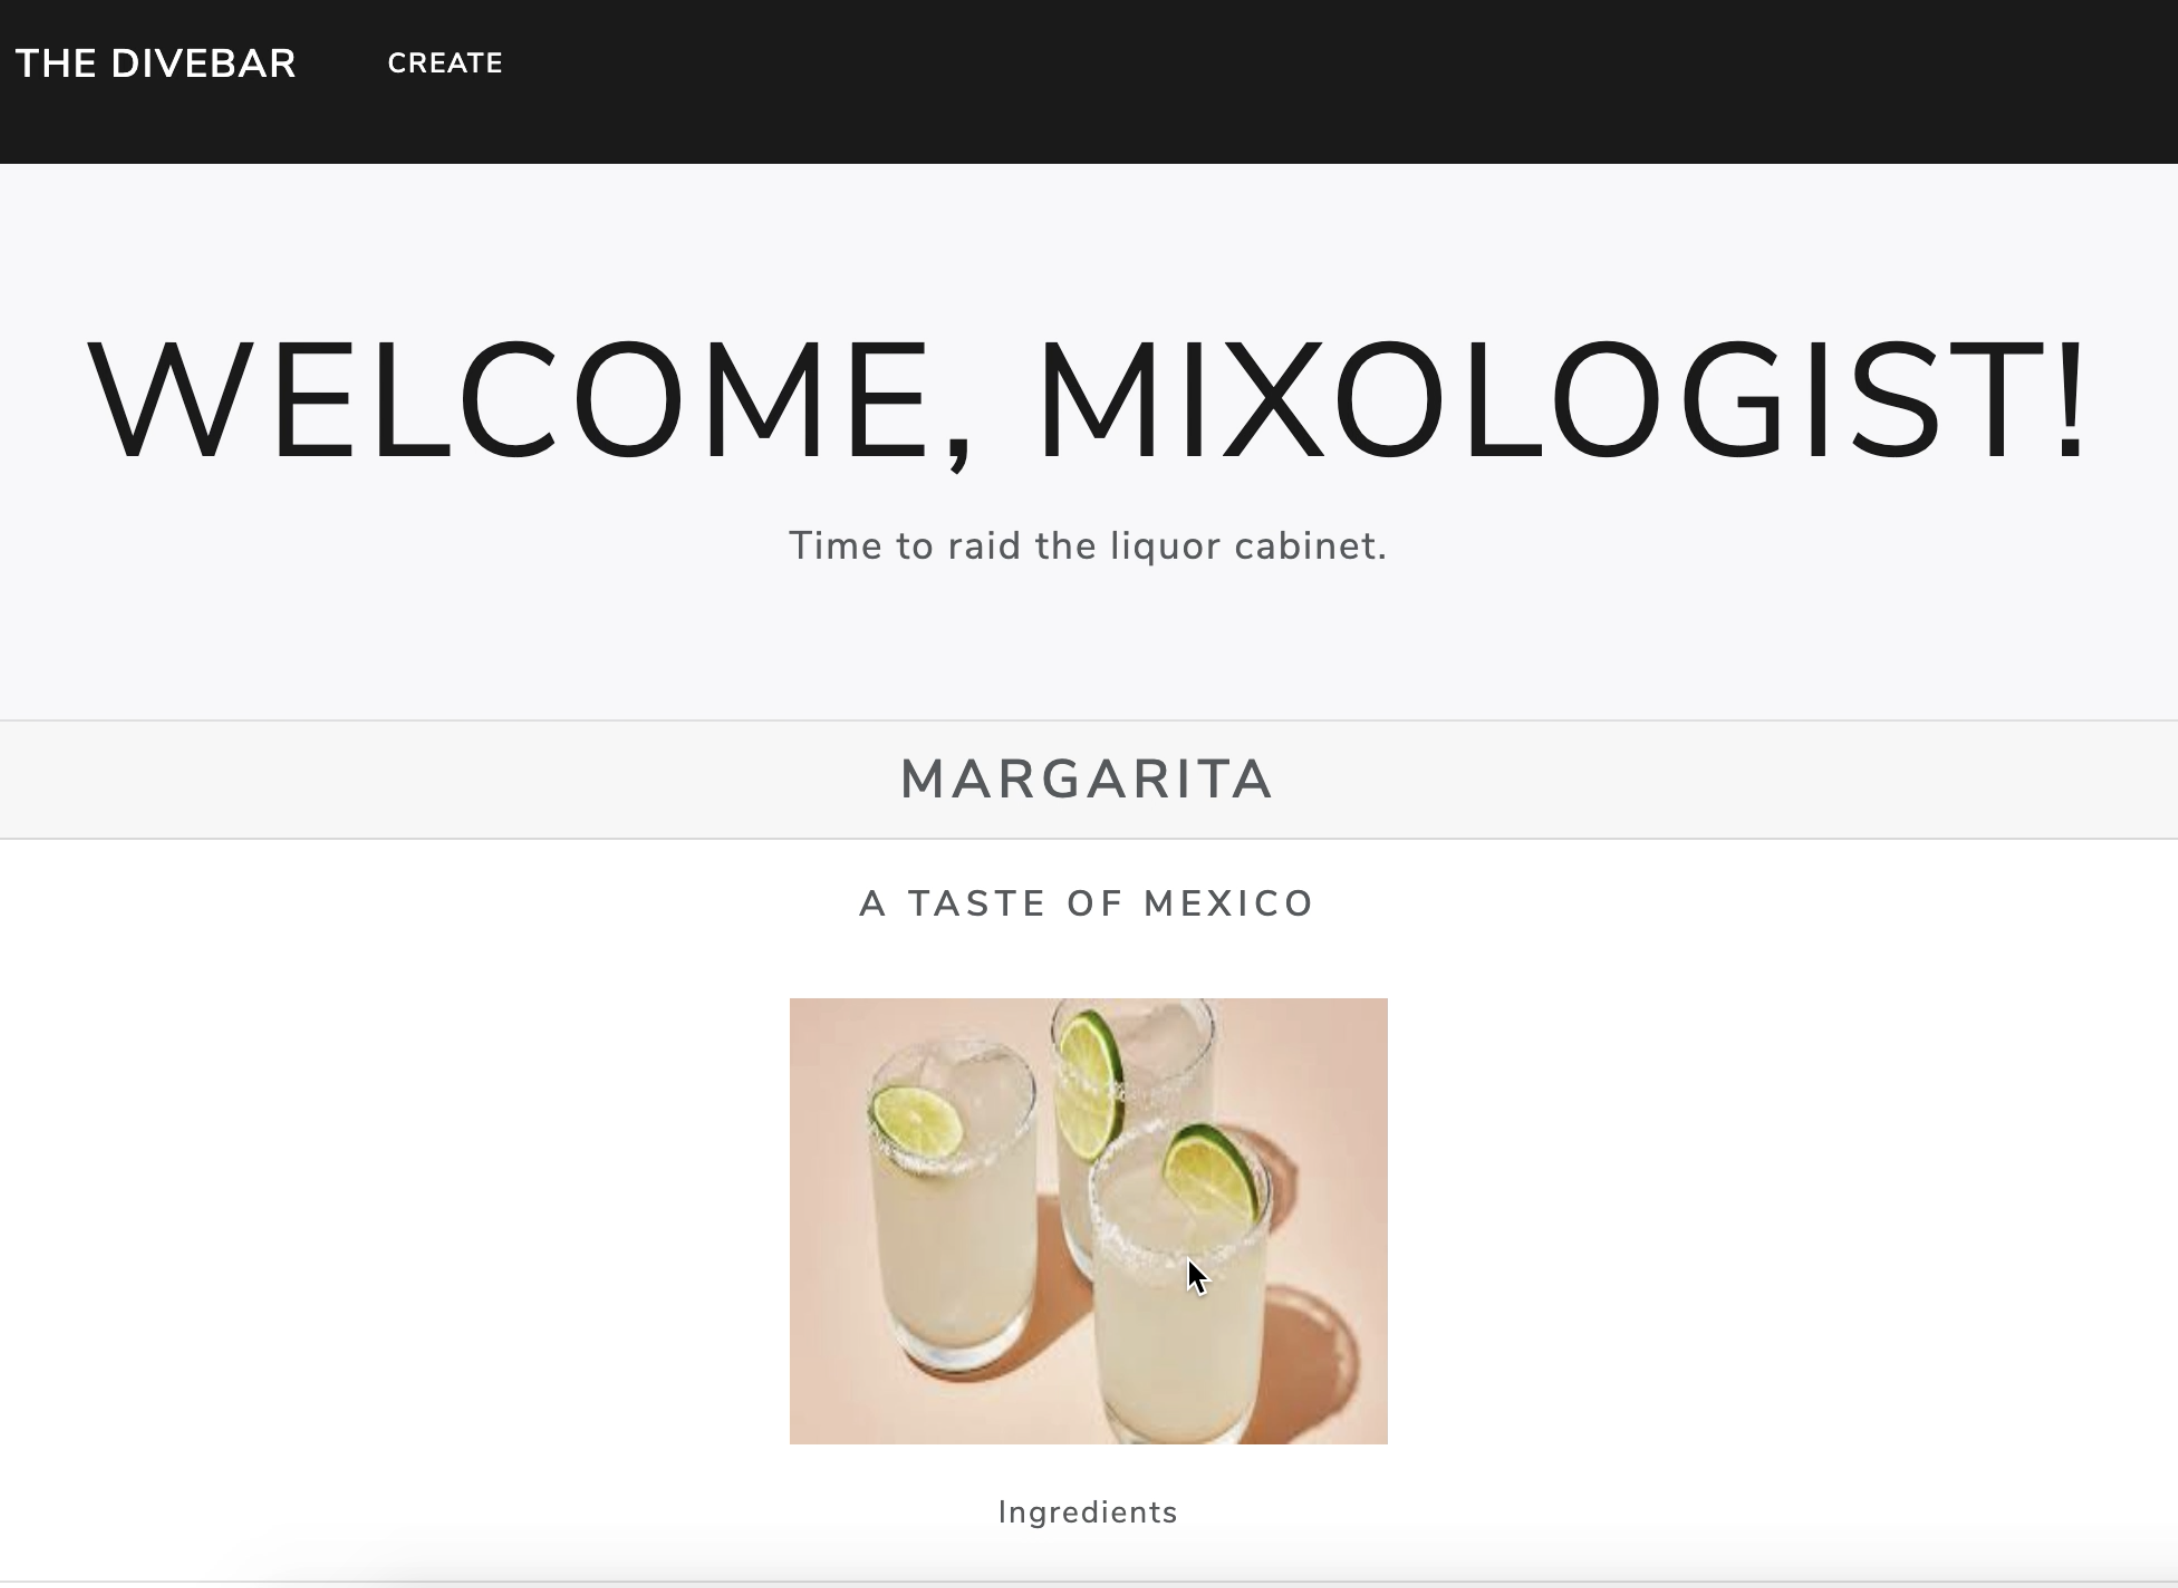 THE DIVEBAR CREATE
WELCOME, MIXOLOGIST!
Time to raid the liquor cabinet.
MARGARITA
A TASTE OF MEXICO
Ingredients